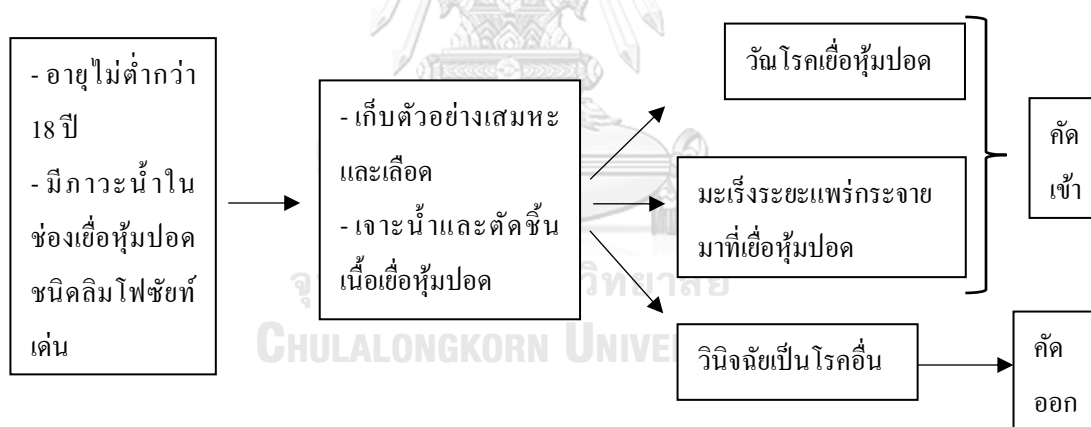 - อายุไม่ต่ำกว่า
18 ปี
- มีภาวะน้ำใน
ช่องเยื่อหุ้มปอด
ชนิดลิมโฟซัยท์
เด่น
- เก็บตัวอย่างเสมหะ
และเลือด
- เจาะน้ำและตัดชิ้น
เนื้อเยื่อหุ้มปอด
วัณโรคเยื่อหุ้มปอด
มะเร็งระยะแพร่กระจาย
มาที่เยื่อหุ้มปอด
วินิจฉัยเป็นโรคอื่น
คัด
เข้า
คัด
ออก
CHULALONGKORN